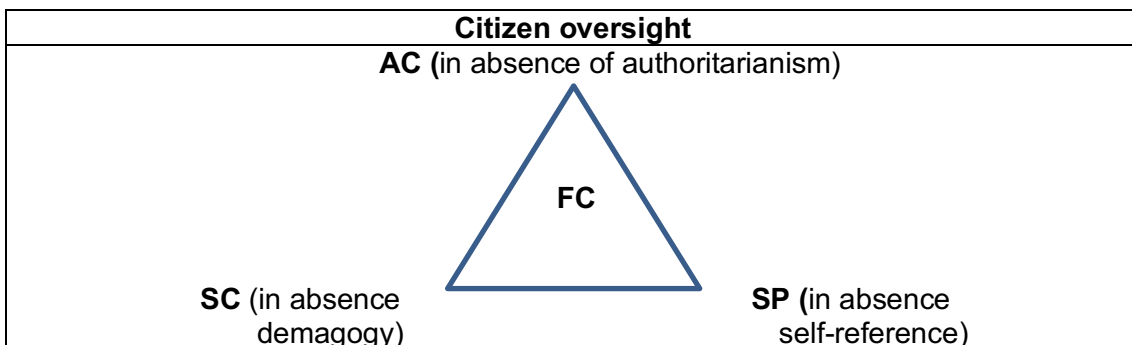 Citizen oversight
AC (in absence of authoritarianism)
FC
SC (in absence
demagogy)
SP (in absence
self-reference)